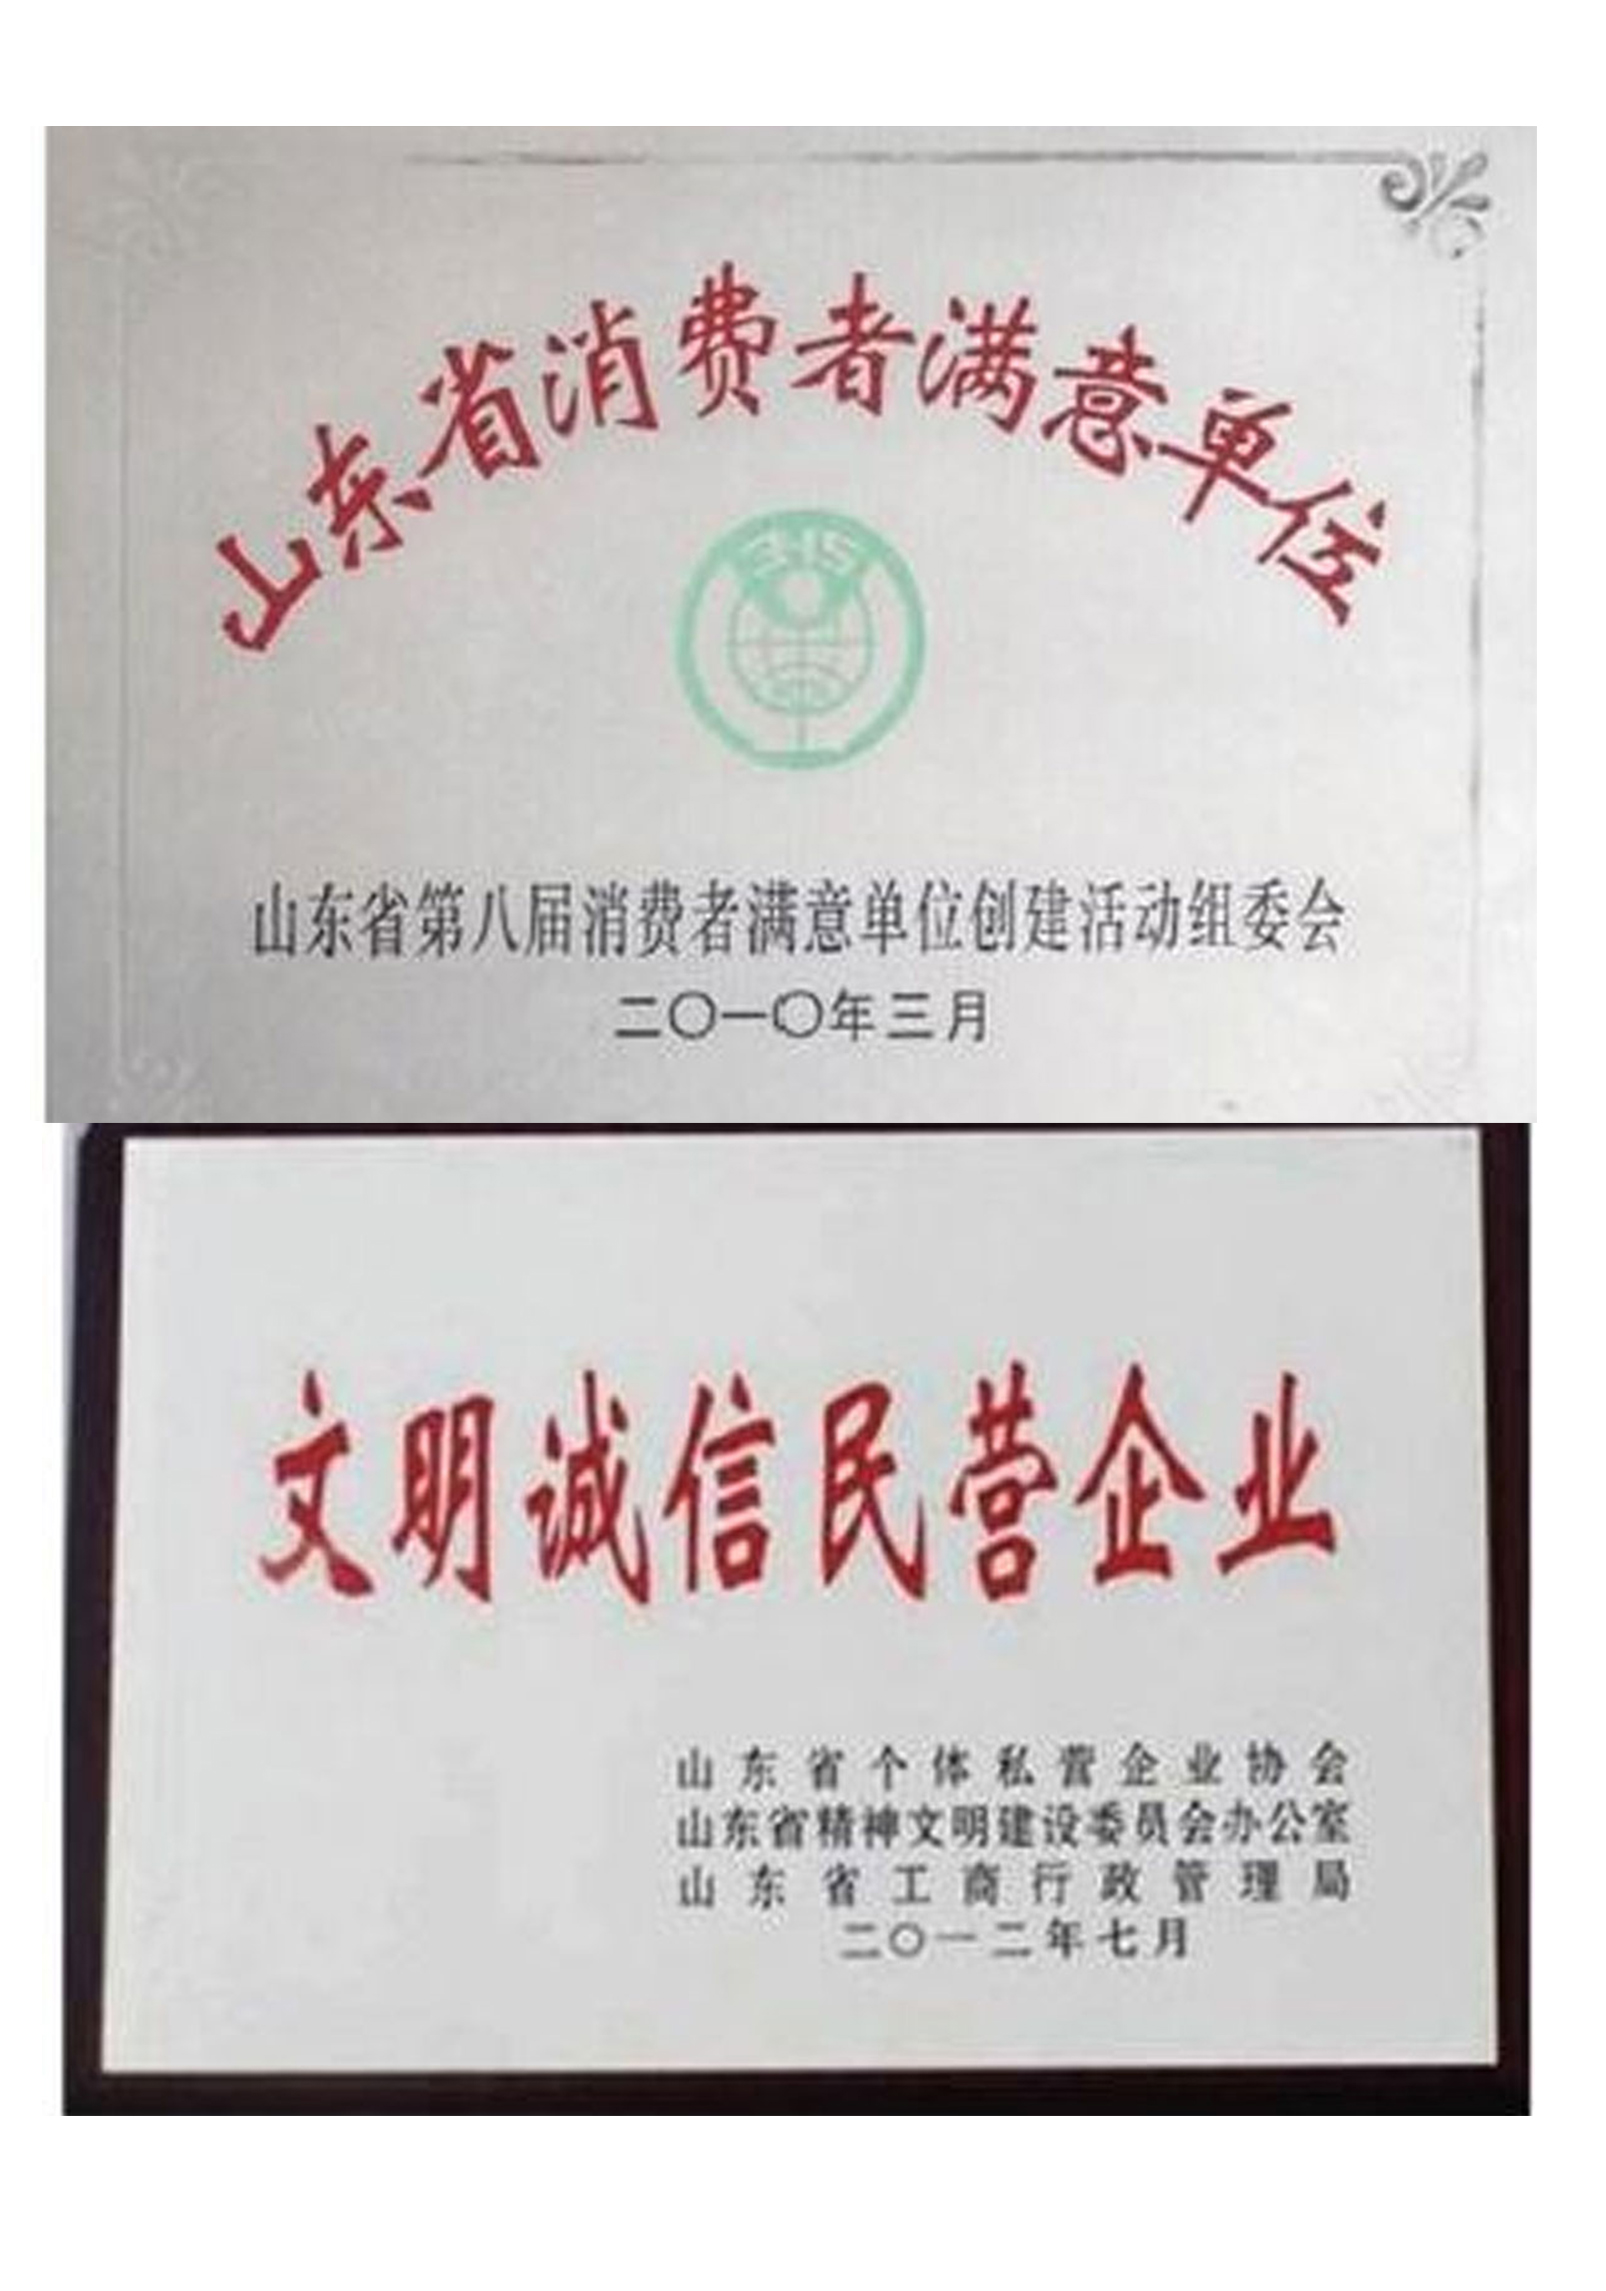 山东省消费者满意单位
3·15
山东省第八届消费者满意单位创建活动组委会
二〇一〇年三月
文明诚信民营企业
山东省个体私营企业协会
山东省精神文明建设委员会办公室
山东省工商行政管理局
二〇一二年七月